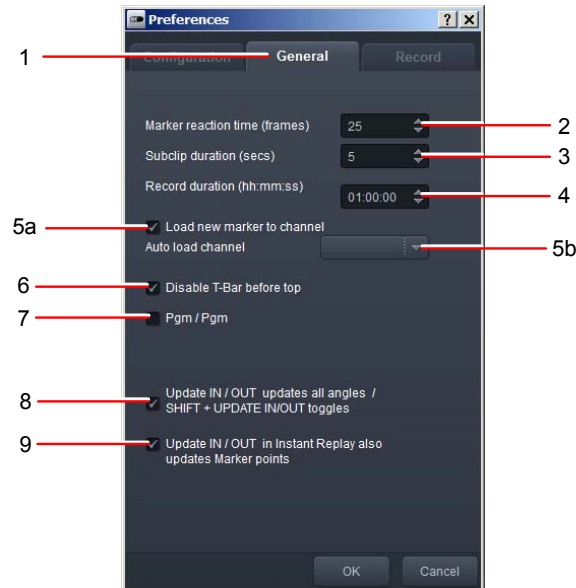 Preferences
? X
1
Configuration General Record
Marker reaction time (frames) 25 2
Subclip duration (secs) 5 3
Record duration (hh:mm:ss) 01:00:00 4
5a Load new marker to channel
Auto load channel 5b
6 Disable T-Bar before top
7 Pgm / Pgm
8 Update IN / OUT updates all angles /
SHIFT + UPDATE IN/OUT toggles
9 Update IN / OUT in Instant Replay also
updates Marker points
OK Cancel